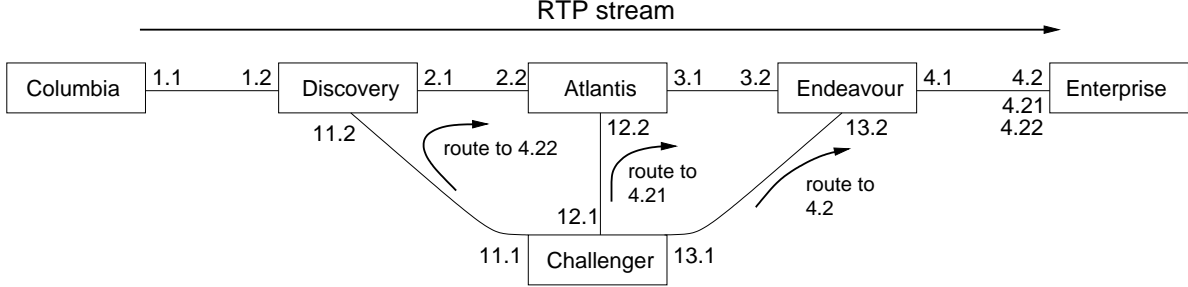 RTP stream
Columbia
1.1
1.2
Discovery
2.1
2.2
Atlantis
3.1
3.2
Endeavour
4.1
4.2
4.21
4.22
Enterprise
11.2
route to 4.22
12.2
route to
4.21
13.2
route to
4.2
12.1
11.1
Challenger
13.1